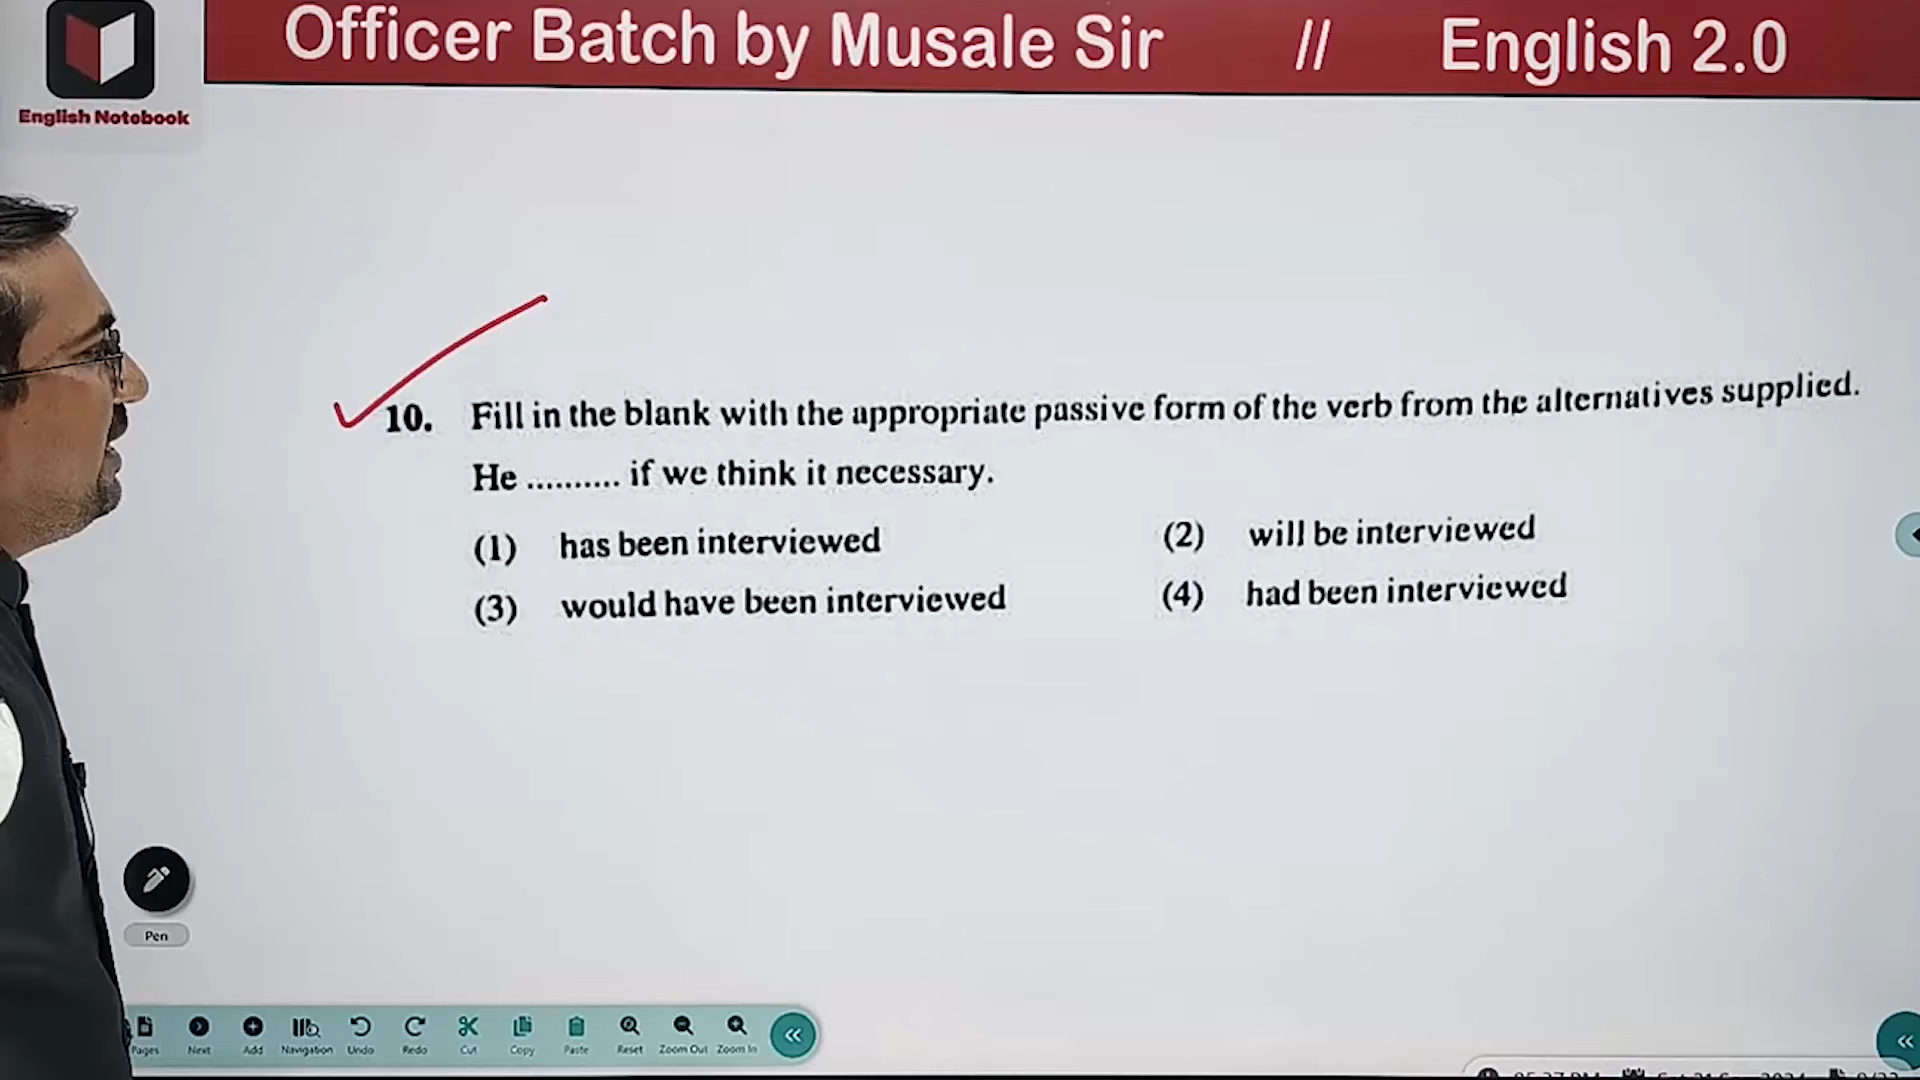 Officer Batch by Musale Sir // English 2.0
English Notebook
10. Fill in the blank with the appropriate passive form of the verb from the alternatives supplied.
He .......... if we think it necessary.
(1) has been interviewed (2) will be interviewed
(3) would have been interviewed (4) had been interviewed
Pen
Pages Next Add Navigation Undo Redo Cut Copy Paste Reset Zoom Out Zoom In